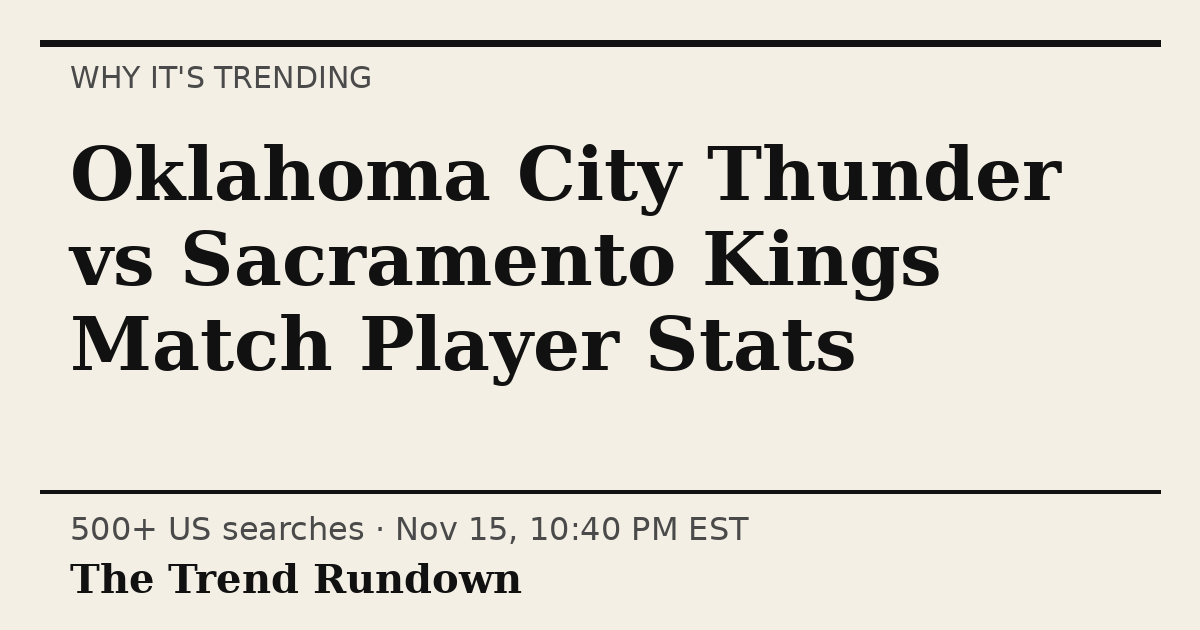 WHY IT'S TRENDING
Oklahoma City Thunder
vs Sacramento Kings
Match Player Stats
500+ US searches · Nov 15, 10:40 PM EST
The Trend Rundown